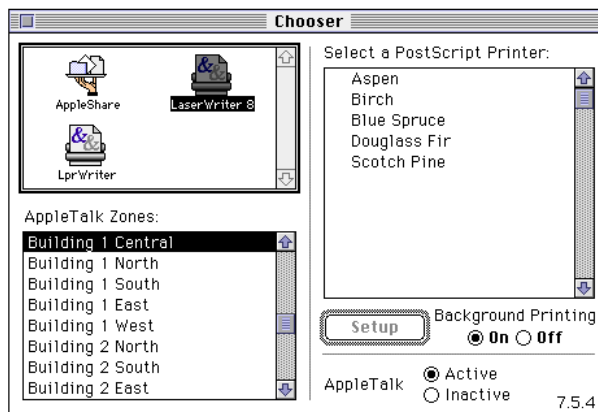 Chooser
AppleShare
LaserWriter 8
LprWriter
AppleTalk Zones:
Building 1 Central
Building 1 North
Building 1 South
Building 1 East
Building 1 West
Building 2 North
Building 2 South
Building 2 East
Select a PostScript Printer:
Aspen
Birch
Blue Spruce
Douglass Fir
Scotch Pine
Setup
Background Printing
On Off
AppleTalk
Active
Inactive
7.5.4